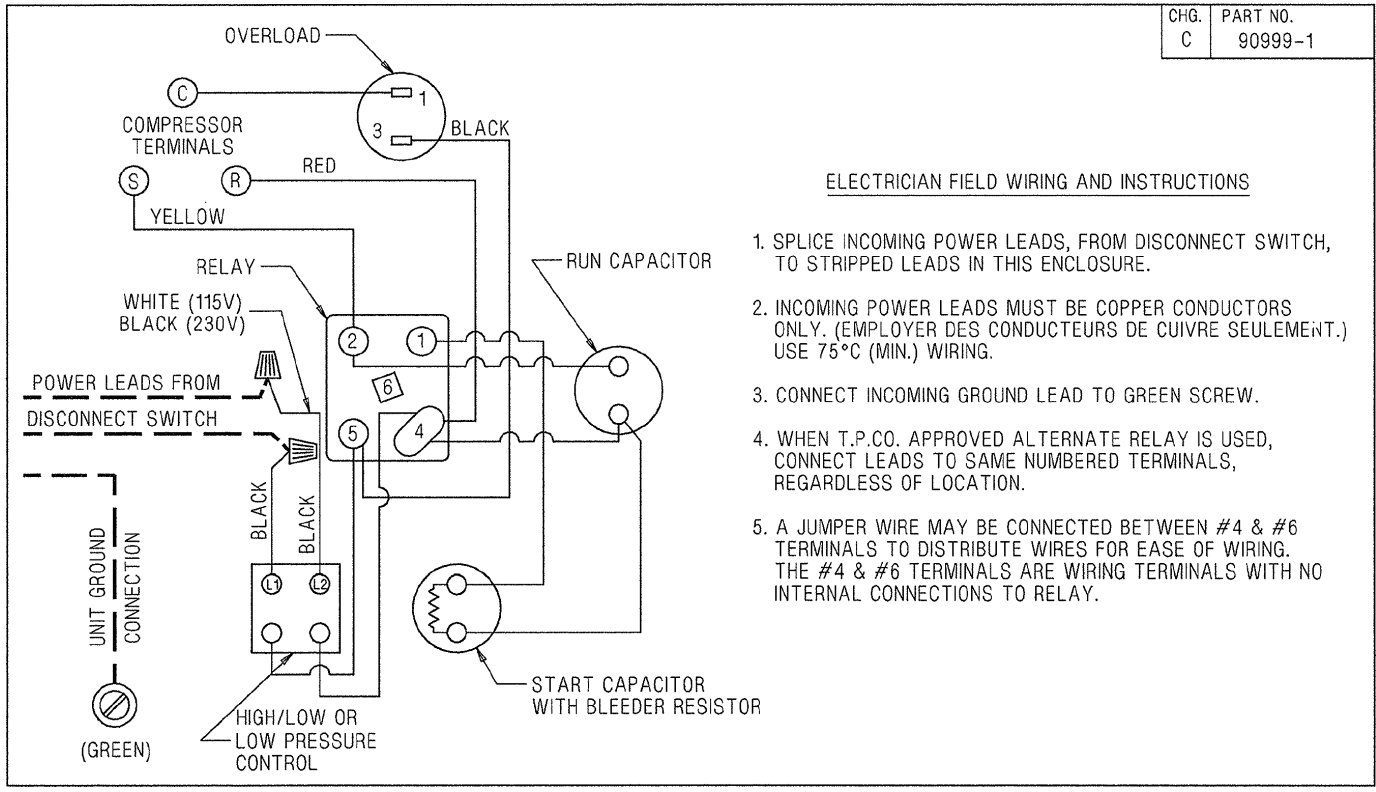 CHG. PART NO.
C 90999-1
OVERLOAD
C
1
3
BLACK
COMPRESSOR
TERMINALS
S
R
RED
YELLOW
RELAY
RUN CAPACITOR
WHITE (115V)
BLACK (230V)
2
1
6
5
4
POWER LEADS FROM
DISCONNECT SWITCH
BLACK
BLACK
L1
L2
UNIT GROUND
CONNECTION
(GREEN)
HIGH/LOW OR
LOW PRESSURE
CONTROL
START CAPACITOR
WITH BLEEDER RESISTOR
ELECTRICIAN FIELD WIRING AND INSTRUCTIONS
1. SPLICE INCOMING POWER LEADS, FROM DISCONNECT SWITCH,
TO STRIPPED LEADS IN THIS ENCLOSURE.
2. INCOMING POWER LEADS MUST BE COPPER CONDUCTORS
ONLY. (EMPLOYER DES CONDUCTEURS DE CUIVRE SEULEMENT.)
USE 75°C (MIN.) WIRING.
3. CONNECT INCOMING GROUND LEAD TO GREEN SCREW.
4. WHEN T.P.CO. APPROVED ALTERNATE RELAY IS USED,
CONNECT LEADS TO SAME NUMBERED TERMINALS,
REGARDLESS OF LOCATION.
5. A JUMPER WIRE MAY BE CONNECTED BETWEEN #4 & #6
TERMINALS TO DISTRIBUTE WIRES FOR EASE OF WIRING.
THE #4 & #6 TERMINALS ARE WIRING TERMINALS WITH NO
INTERNAL CONNECTIONS TO RELAY.